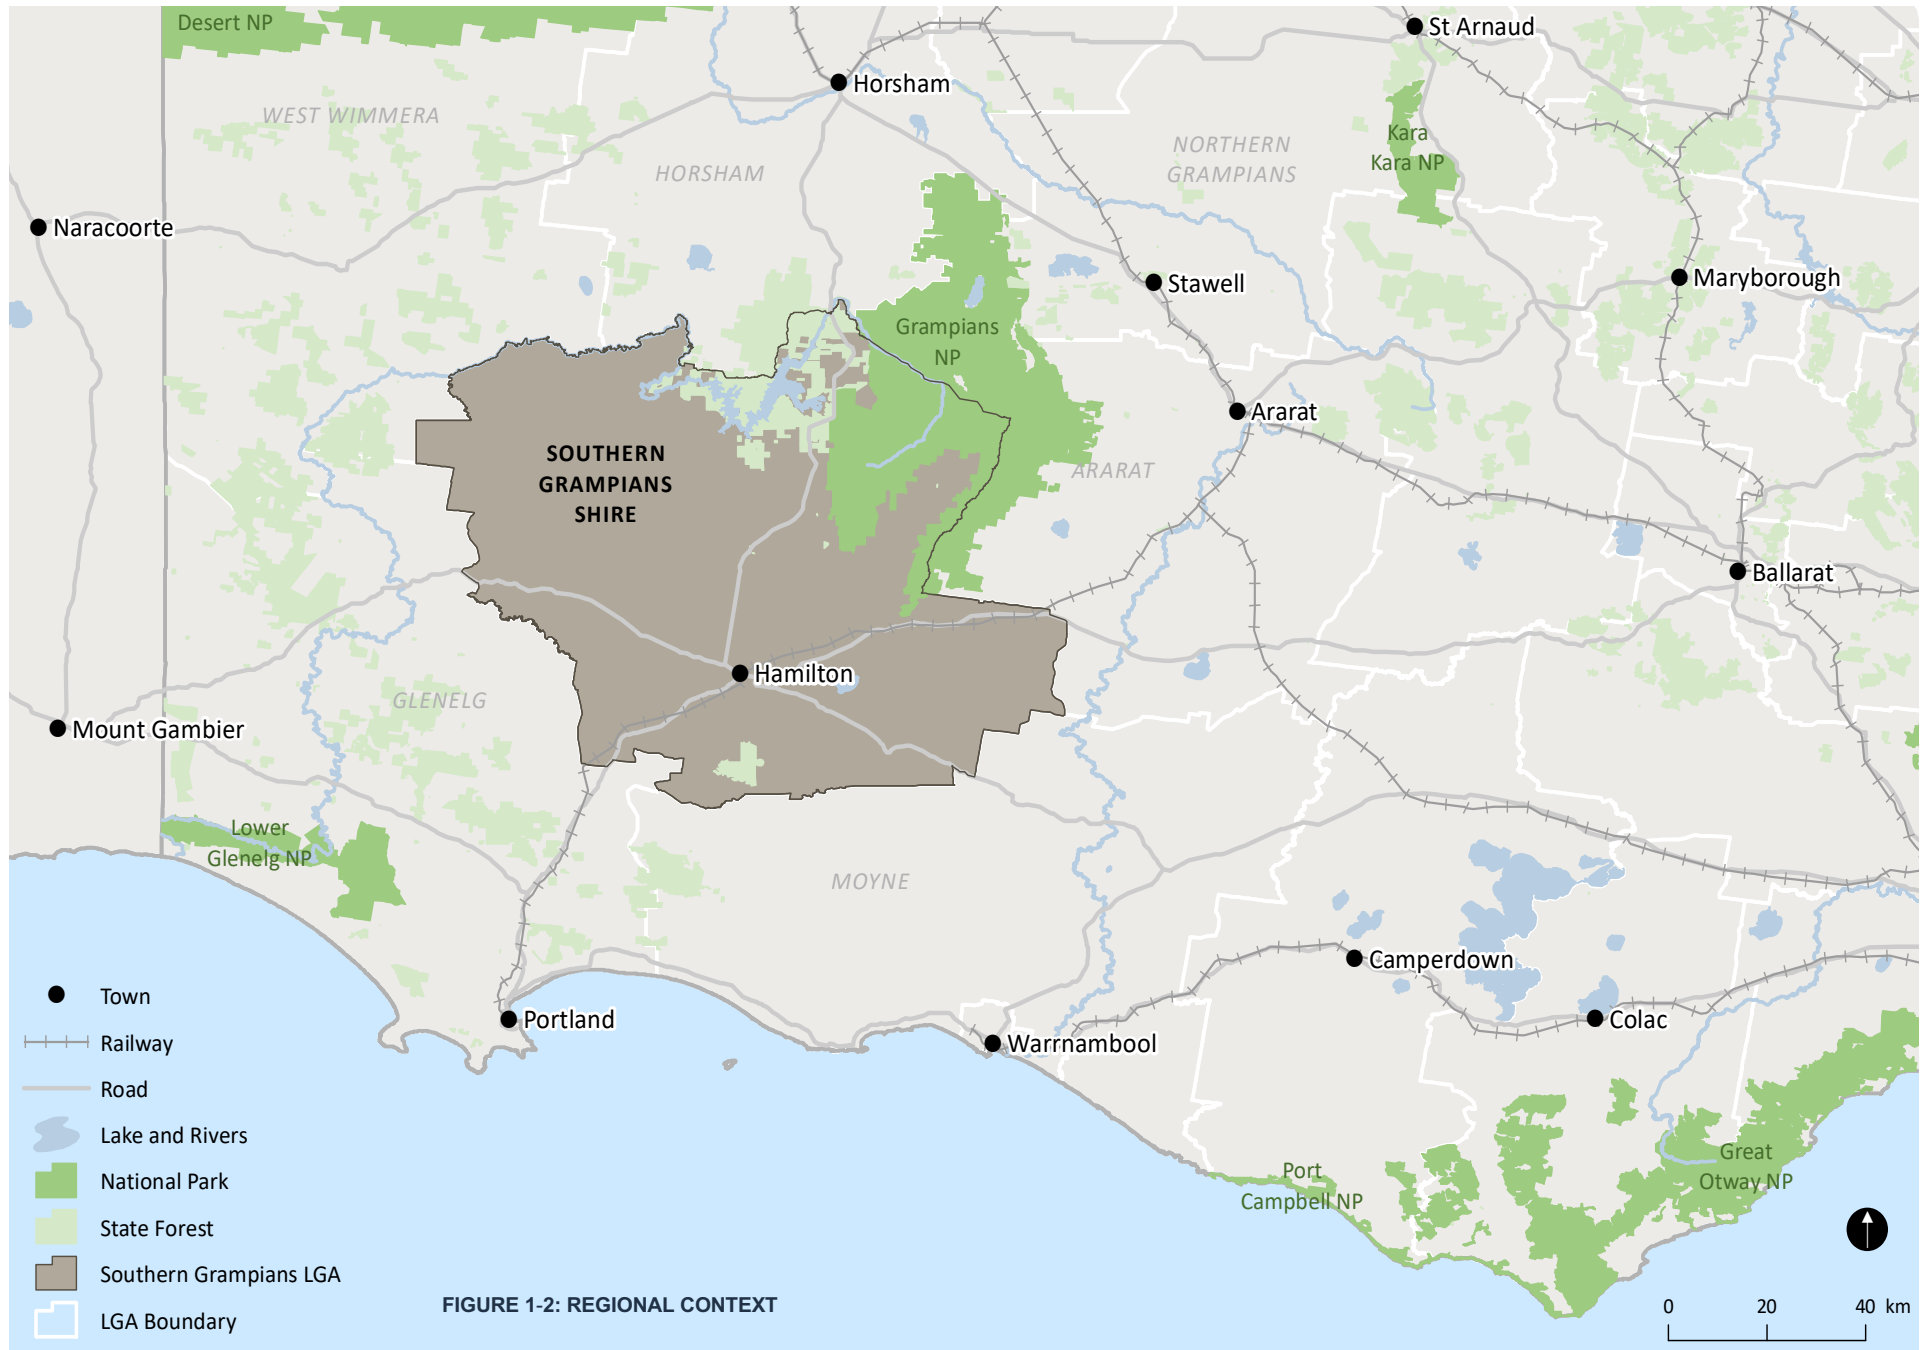 Desert NP
St Arnaud
Horsham
WEST WIMMERA
Kara
Kara NP
NORTHERN
GRAMPIANS
HORSHAM
Naracoorte
Stawell
Maryborough
Grampians
NP
Ararat
SOUTHERN
GRAMPIANS
SHIRE
ARARAT
Ballarat
Hamilton
GLENELG
Mount Gambier
Lower
Glenelg NP
MOYNE
Camperdown
Portland
Colac
Warrnambool
Port
Campbell NP
Great
Otway NP
Town
Railway
Road
Lake and Rivers
National Park
State Forest
Southern Grampians LGA
LGA Boundary
FIGURE 1-2: REGIONAL CONTEXT
0 20 40 km